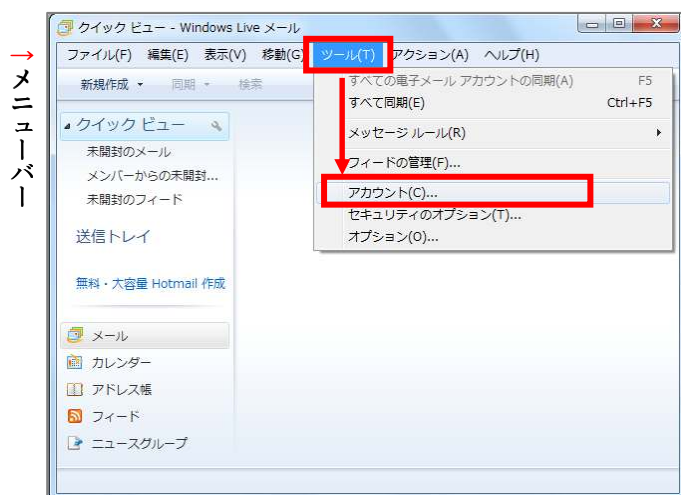 クイック ビュー - Windows Live メール
→メニューバー
ファイル(F) 編集(E) 表示(V) 移動(G) ツール(T) アクション(A) ヘルプ(H)
新規作成 同期 検索
すべての電子メール アカウントの同期(A) F5
すべて同期(E) Ctrl+F5
メッセージ ルール(R)
フィードの管理(F)...
アカウント(C)...
セキュリティのオプション(T)...
オプション(O)...
クイック ビュー
未開封のメール
メンバーからの未開封...
未開封のフィード
送信トレイ
無料・大容量 Hotmail 作成
メール
カレンダー
アドレス帳
フィード
ニュースグループ